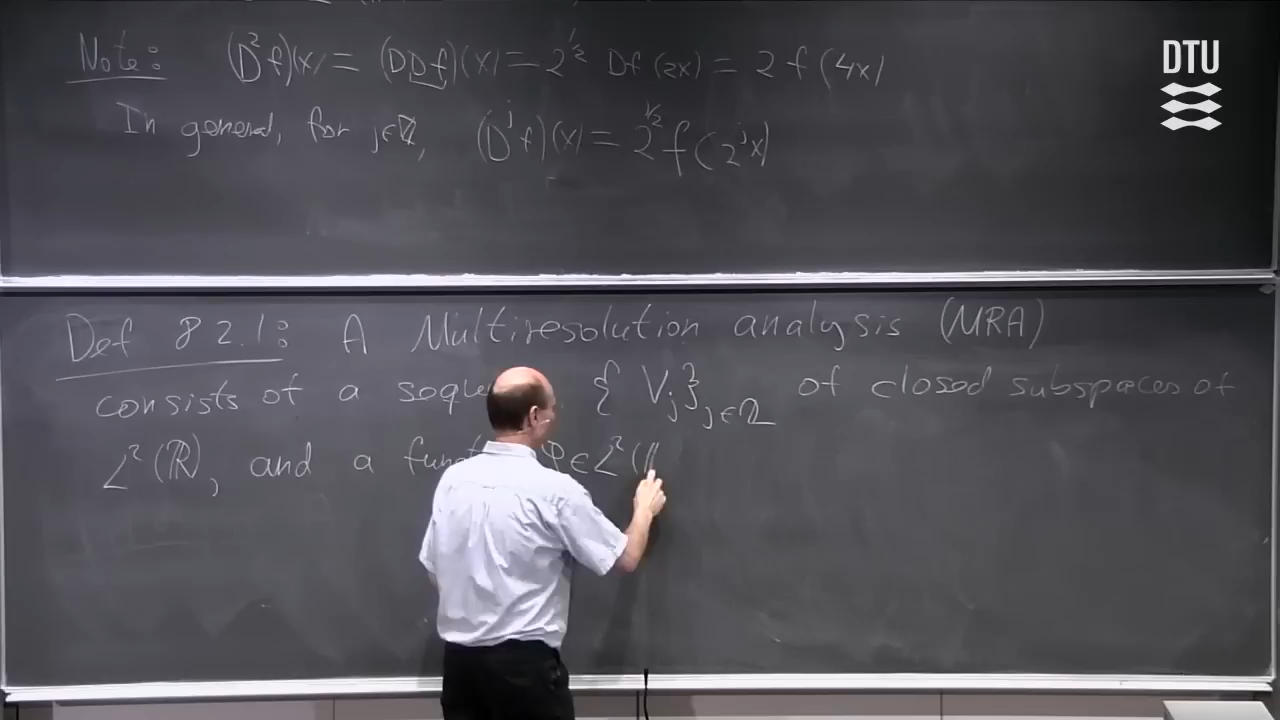 Note: (D²f)(x) = (DDf)(x) = 2^{1/2} Df(2x) = 2f(4x)
DTU
In general, for j∈ℤ, (D^j f)(x) = 2^{j/2} f(2^j x)
Def 8.2.1: A Multiresolution analysis (MRA)
consists of a sequ { V_j }_{j∈ℤ} of closed subspaces of
L²(ℝ), and a funct φ∈L²(